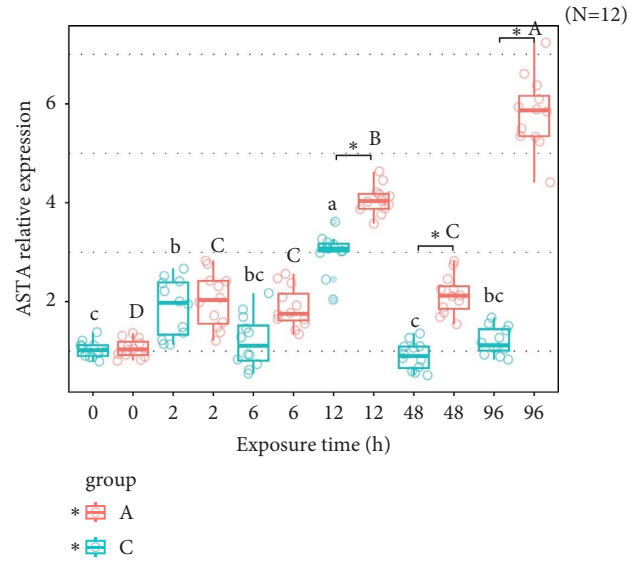 (N=12)
* A
* B
a
b C C * C
c D bc c bc
ASTA relative expression
6
4
2
0 0 2 2 6 6 12 12 48 48 96 96
Exposure time (h)
group
* A
* C